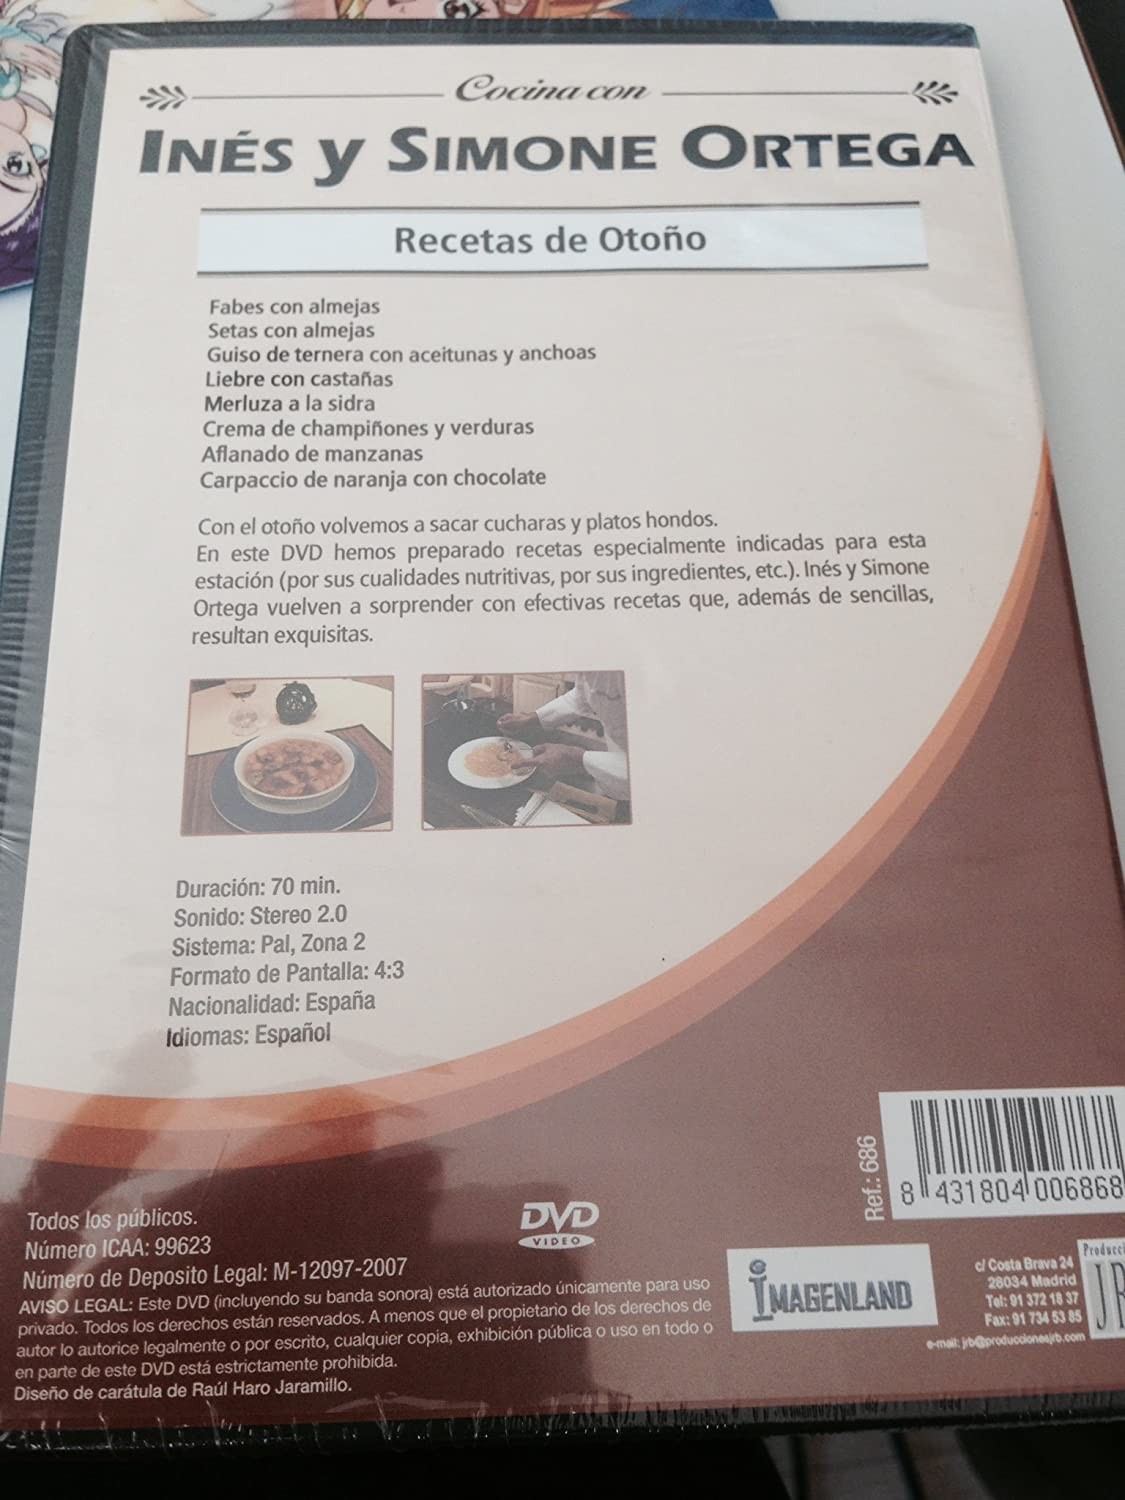 Cocina con
INÉS Y SIMONE ORTEGA
Recetas de Otoño
Fabes con almejas
Setas con almejas
Guiso de ternera con aceitunas y anchoas
Liebre con castañas
Merluza a la sidra
Crema de champiñones y verduras
Aflanado de manzanas
Carpaccio de naranja con chocolate
Con el otoño volvemos a sacar cucharas y platos hondos.
En este DVD hemos preparado recetas especialmente indicadas para esta
estación (por sus cualidades nutritivas, por sus ingredientes, etc.). Inés y Simone
Ortega vuelven a sorprender con efectivas recetas que, además de sencillas,
resultan exquisitas.
Duración: 70 min.
Sonido: Stereo 2.0
Sistema: Pal, Zona 2
Formato de Pantalla: 4:3
Nacionalidad: España
Idiomas: Español
Todos los públicos.
Número ICAA: 99623
Número de Deposito Legal: M-12097-2007
AVISO LEGAL: Este DVD (incluyendo su banda sonora) está autorizado únicamente para uso
privado. Todos los derechos están reservados. A menos que el propietario de los derechos de
autor lo autorice legalmente o por escrito, cualquier copia, exhibición pública o uso en todo o
en parte de este DVD está estrictamente prohibida.
Diseño de carátula de Raúl Haro Jaramillo.
DVD
VIDEO
Ref.: 686
8 431804 006868
IMAGENLAND
c/ Costa Brava 24
28034 Madrid
Tel: 91 372 18 37
Fax: 91 734 53 85
e-mail: jrb@produccionesjrb.com